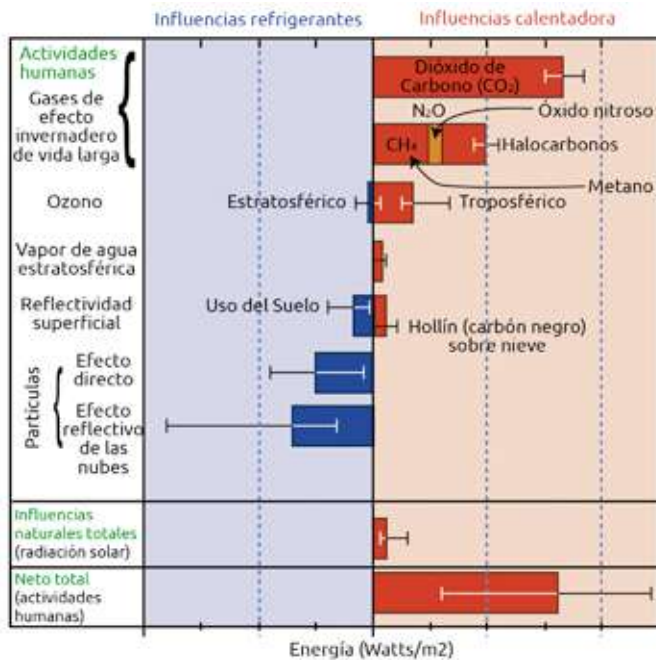 Influencias refrigerantes
Influencias calentadora
Actividades
humanas
Gases de
efecto
invernadero
de vida larga
Dióxido de
Carbono (CO₂)
N₂O
Óxido nitroso
CH₄
Halocarbonos
Metano
Ozono
Estratosférico
Troposférico
Vapor de agua
estratosférica
Reflectividad
superficial
Uso del Suelo
Hollín (carbón negro)
sobre nieve
Partículas
Efecto
directo
Efecto
reflectivo
de las
nubes
Influencias
naturales totales
(radiación solar)
Neto total
(actividades
humanas)
Energía (Watts/m2)